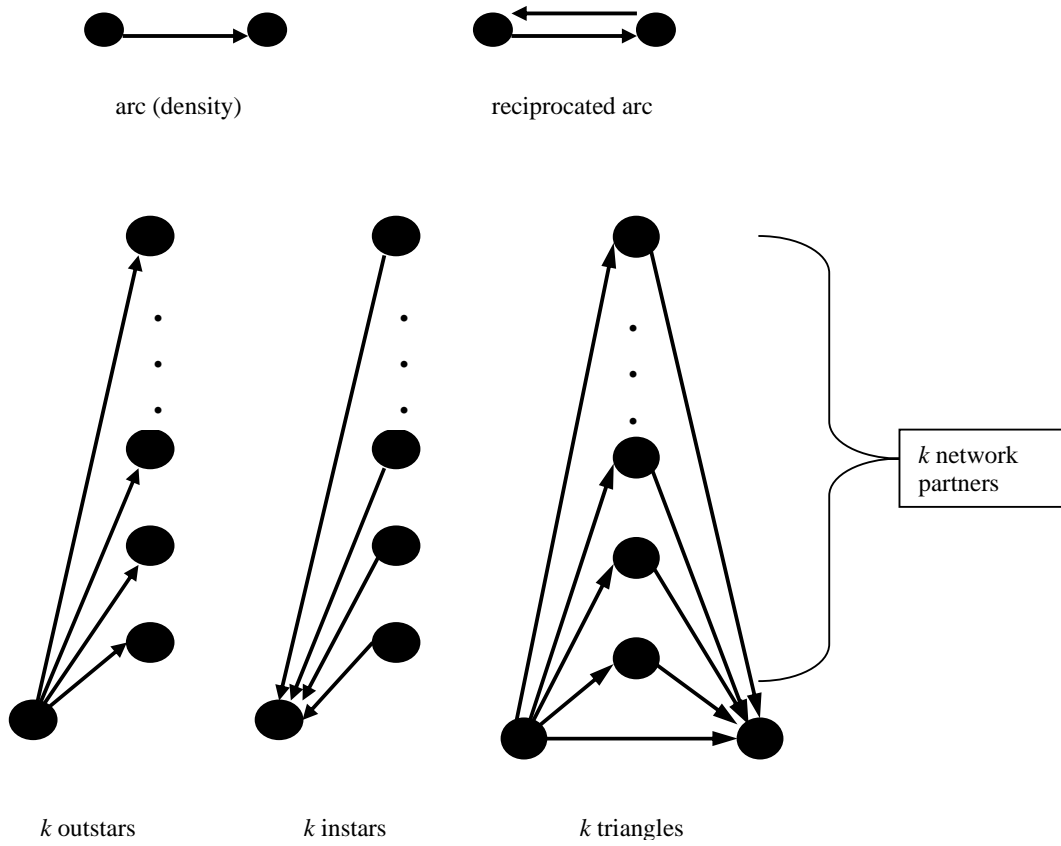 arc (density)
reciprocated arc
k network
partners
k outstars
k instars
k triangles